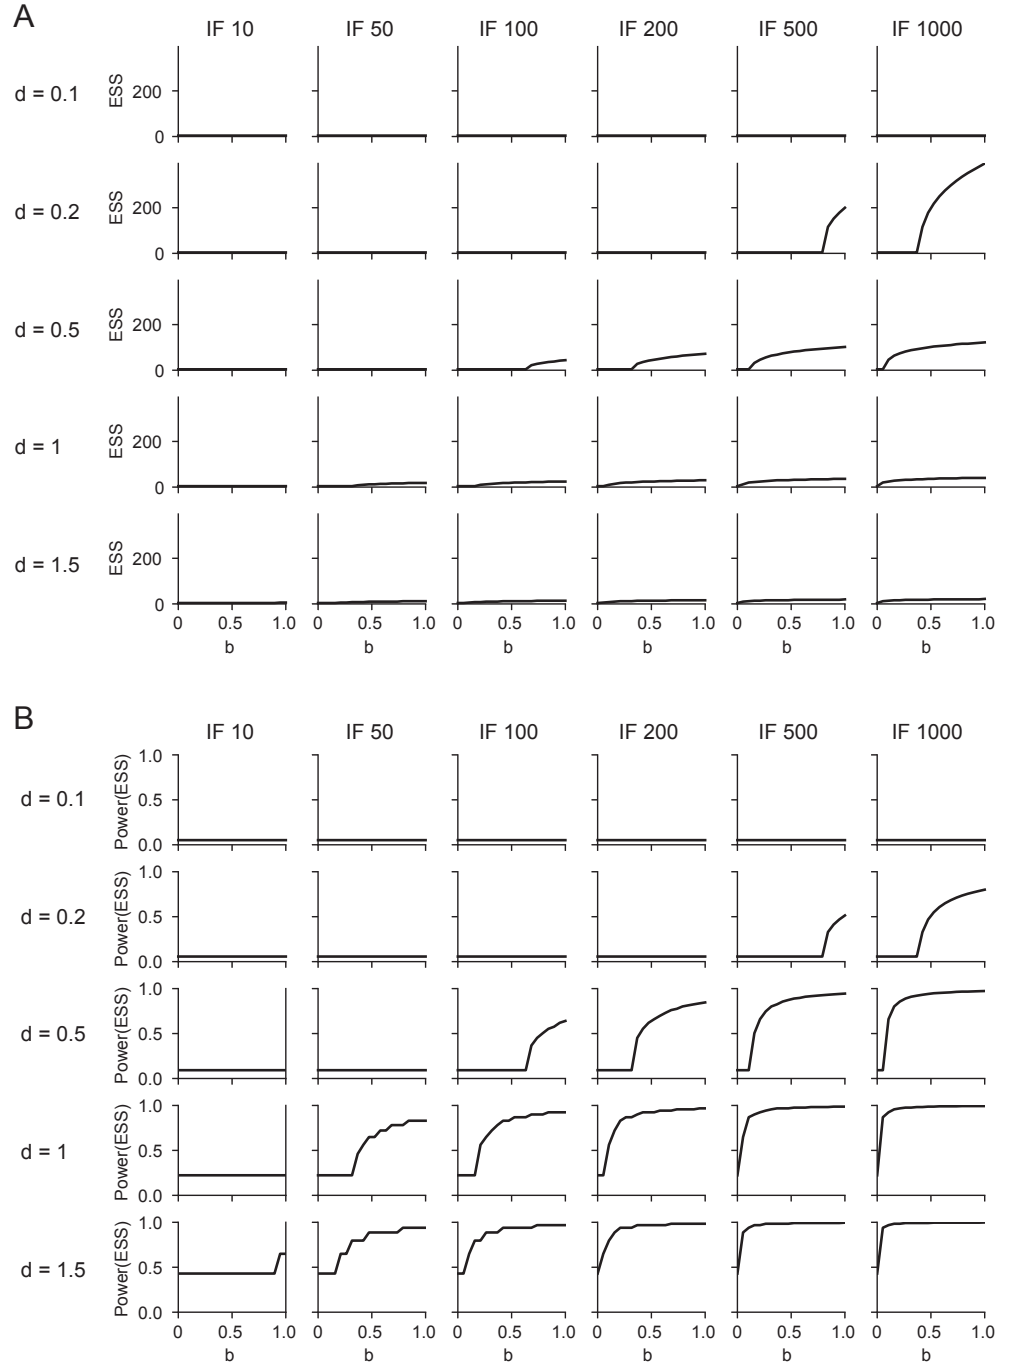 A
IF 10 IF 50 IF 100 IF 200 IF 500 IF 1000
d = 0.1 ESS 200 0
d = 0.2 ESS 200 0
d = 0.5 ESS 200 0
d = 1 ESS 200 0
d = 1.5 ESS 200 0
0 0.5 1.0 0 0.5 1.0 0 0.5 1.0 0 0.5 1.0 0 0.5 1.0 0 0.5 1.0
b b b b b b
B
IF 10 IF 50 IF 100 IF 200 IF 500 IF 1000
d = 0.1 Power(ESS) 1.0 0.5 0.0
d = 0.2 Power(ESS) 1.0 0.5 0.0
d = 0.5 Power(ESS) 1.0 0.5 0.0
d = 1 Power(ESS) 1.0 0.5 0.0
d = 1.5 Power(ESS) 1.0 0.5 0.0
0 0.5 1.0 0 0.5 1.0 0 0.5 1.0 0 0.5 1.0 0 0.5 1.0 0 0.5 1.0
b b b b b b